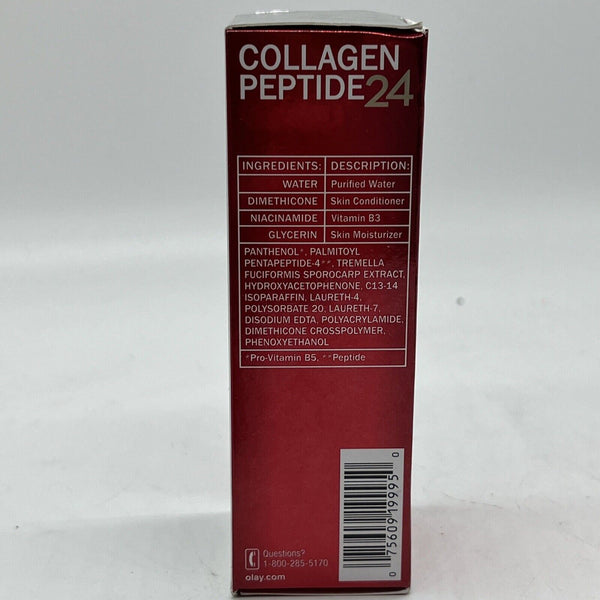 COLLAGEN
PEPTIDE24
INGREDIENTS: DESCRIPTION:
WATER Purified Water
DIMETHICONE Skin Conditioner
NIACINAMIDE Vitamin B3
GLYCERIN Skin Moisturizer
PANTHENOL*, PALMITOYL
PENTAPEPTIDE-4**, TREMELLA
FUCIFORMIS SPOROCARP EXTRACT,
HYDROXYACETOPHENONE, C13-14
ISOPARAFFIN, LAURETH-4,
POLYSORBATE 20, LAURETH-7,
DISODIUM EDTA, POLYACRYLAMIDE,
DIMETHICONE CROSSPOLYMER,
PHENOXYETHANOL
*Pro-Vitamin B5, **Peptide
0 75609 19995 0
Questions?
1-800-285-5170
olay.com